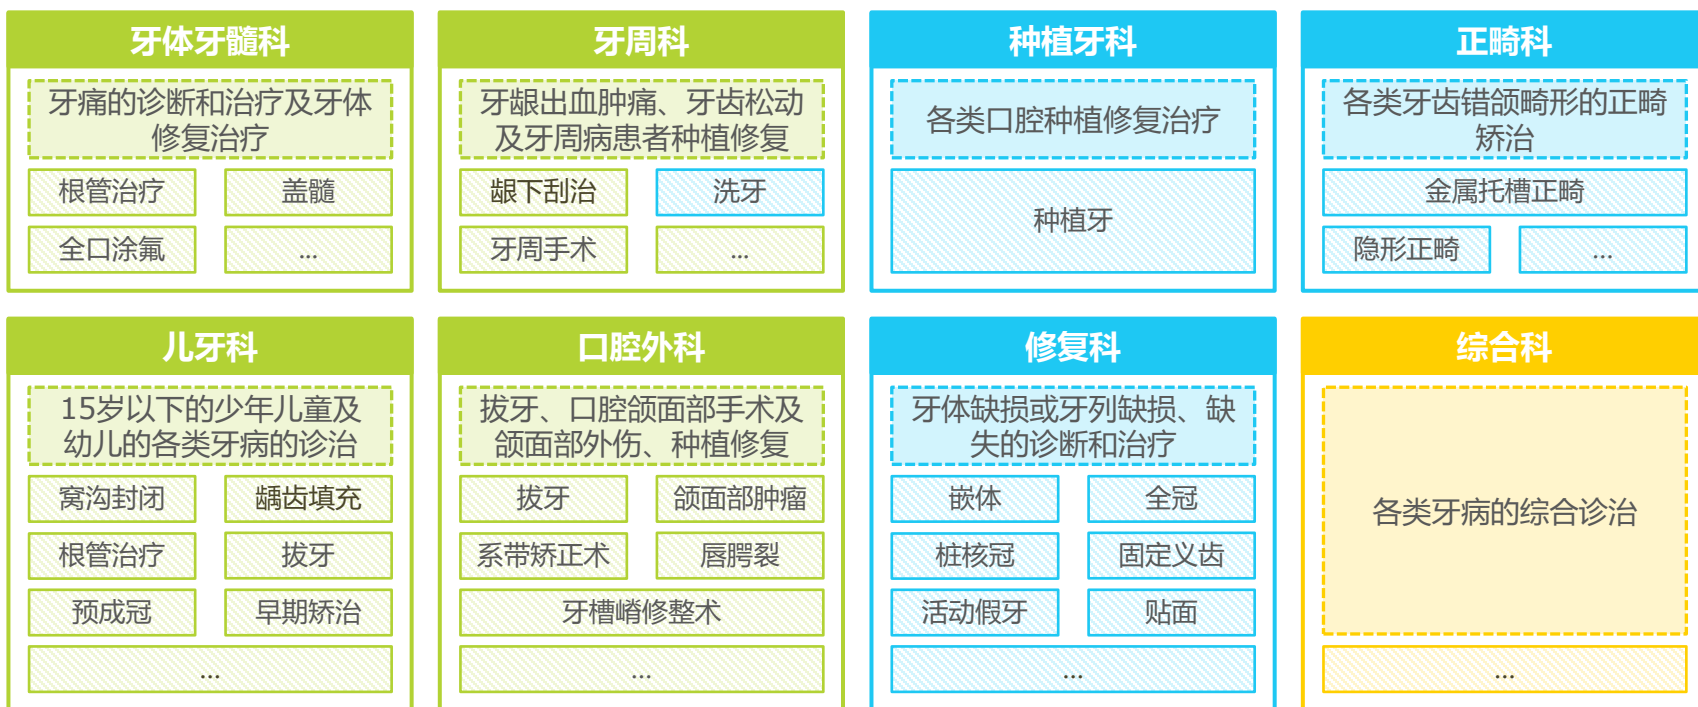 牙体牙髓科
牙痛的诊断和治疗及牙体
修复治疗
根管治疗
盖髓
全口涂氟
...
牙周科
牙龈出血肿痛、牙齿松动
及牙周病患者种植修复
龈下刮治
洗牙
牙周手术
...
种植牙科
各类口腔种植修复治疗
种植牙
正畸科
各类牙齿错颌畸形的正畸
矫治
金属托槽正畸
隐形正畸
...
儿牙科
15岁以下的少年儿童及
幼儿的各类牙病的诊治
窝沟封闭
龋齿填充
根管治疗
拔牙
预成冠
早期矫治
...
口腔外科
拔牙、口腔颌面部手术及
颌面部外伤、种植修复
拔牙
颌面部肿瘤
系带矫正术
唇腭裂
牙槽嵴修整术
...
修复科
牙体缺损或牙列缺损、缺
失的诊断和治疗
嵌体
全冠
桩核冠
固定义齿
活动假牙
贴面
...
综合科
各类牙病的综合诊治
...